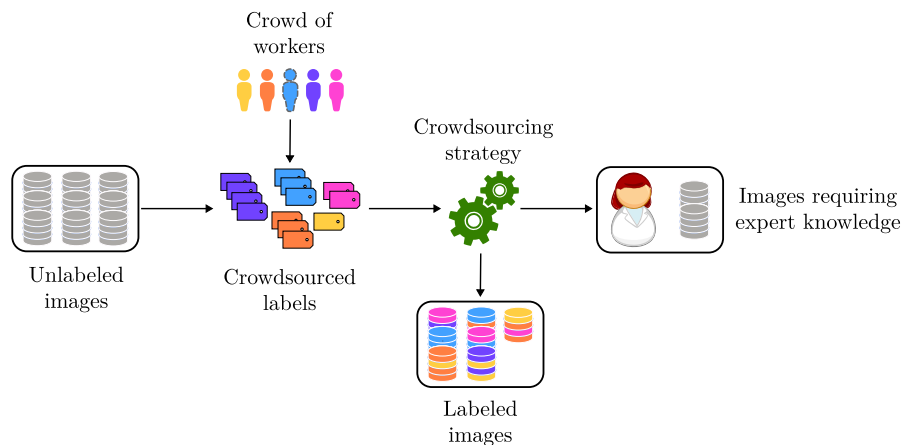 Crowd of
workers
Crowdsourcing
strategy
Images requiring
expert knowledge
Unlabeled
images
Crowdsourced
labels
Labeled
images